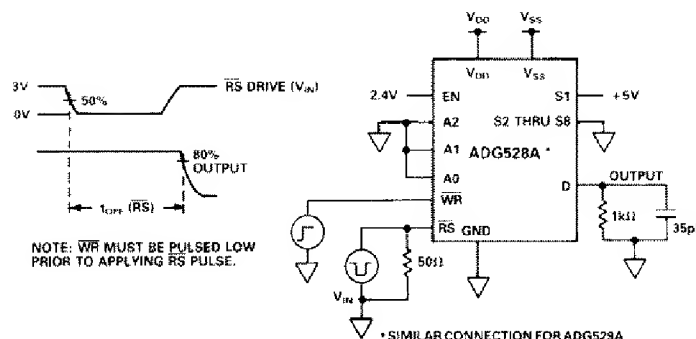 3V
0V
50%
RS DRIVE (VIN)
80%
OUTPUT
tOFF (RS)
NOTE: WR MUST BE PULSED LOW
PRIOR TO APPLYING RS PULSE.
VDD
VSS
VDD
VSS
2.4V
EN
S1
+5V
A2
S2 THRU S8
ADG528A *
A1
A0
D
OUTPUT
WR
RS
GND
1kΩ
35p
50Ω
VIN
* SIMILAR CONNECTION FOR ADG529A